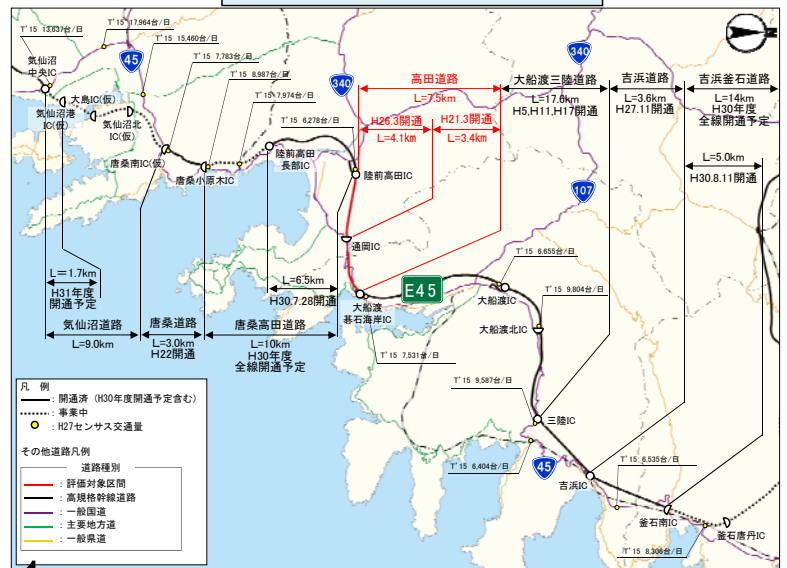 T'15 13,637台/日
T'15 17,964台/日
T'15 15,460台/日
45
T'15 7,783台/日
T'15 8,987台/日
T'15 7,974台/日
T'15 6,278台/日
気仙沼
中央IC
大島IC(仮)
気仙沼港
IC(仮)
気仙沼北
IC(仮)
唐桑南IC(仮)
唐桑小原木IC
陸前高田
長部IC
陸前高田IC
340
340
高田道路
L=7.5km
H26.3開通
L=4.1km
H21.3開通
L=3.4km
大船渡三陸道路
L=17.6km
H5,H11,H17開通
吉浜道路
L=3.6km
H27.11開通
吉浜釜石道路
L=14km
H30年度
全線開通予定
L=5.0km
H30.8.11開通
107
通岡IC
E45
大船渡
碁石海岸IC
T'15 7,531台/日
T'15 6,655台/日
大船渡IC
T'15 9,804台/日
大船渡北IC
T'15 9,587台/日
三陸IC
T'15 6,404台/日
45
吉浜IC
T'15 6,535台/日
釜石南IC
釜石唐丹IC
T'15 8,306台/日
L=1.7km
H31年度
開通予定
気仙沼道路
L=9.0km
唐桑道路
L=3.0km
H22開通
L=6.5km
H30.7.28開通
唐桑高田道路
L=10km
H30年度
全線開通予定
凡 例
: 開通済 (H30年度開通予定含む)
: 事業中
: H27センサス交通量
その他道路凡例
道路種別
: 評価対象区間
: 高規格幹線道路
: 一般国道
: 主要地方道
: 一般県道